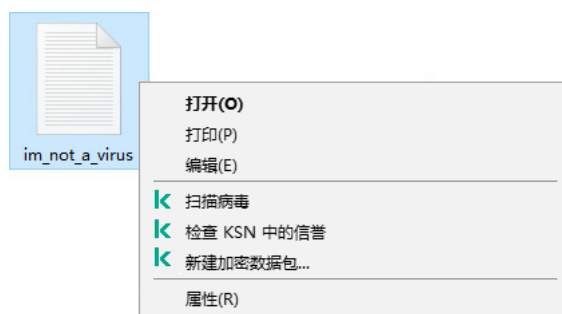 im_not_a_virus
打开(O)
打印(P)
编辑(E)
扫描病毒
检查 KSN 中的信誉
新建加密数据包...
属性(R)